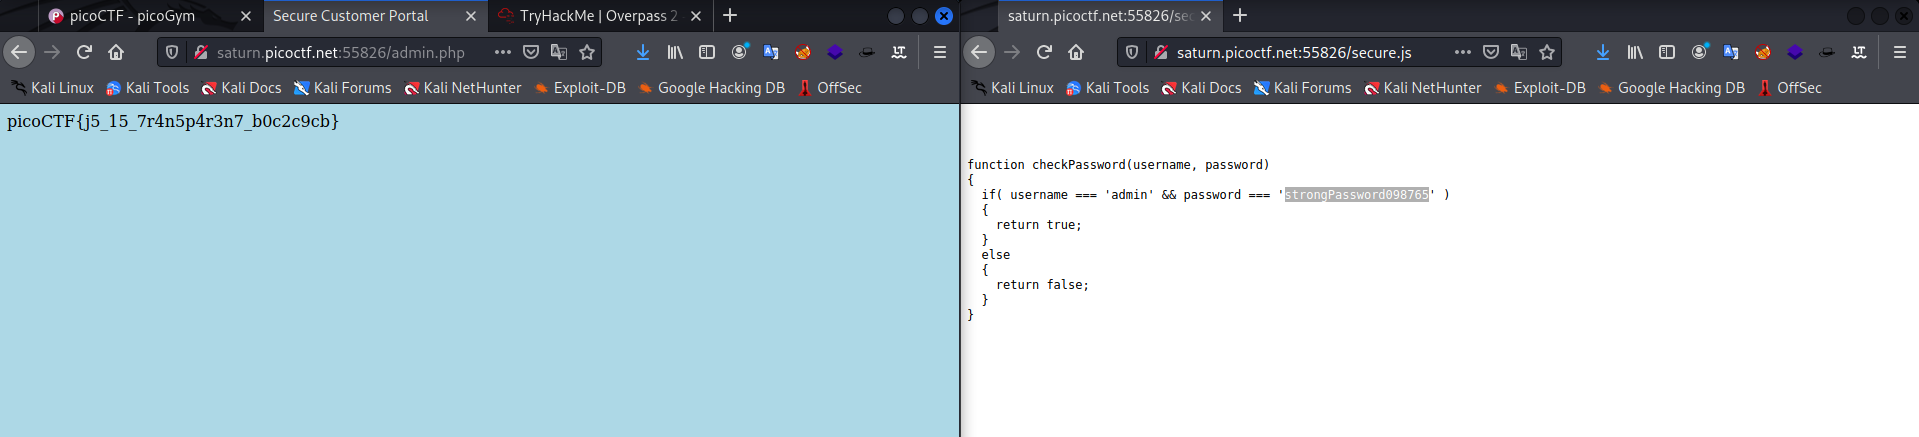 picoCTF - picoGym
Secure Customer Portal
TryHackMe | Overpass 2
saturn.picoctf.net:55826/admin.php
Kali Linux
Kali Tools
Kali Docs
Kali Forums
Kali NetHunter
Exploit-DB
Google Hacking DB
OffSec
picoCTF{j5_15_7r4n5p4r3n7_b0c2c9cb}
saturn.picoctf.net:55826/sec
saturn.picoctf.net:55826/secure.js
Kali Linux
Kali Tools
Kali Docs
Kali Forums
Kali NetHunter
Exploit-DB
Google Hacking DB
OffSec
function checkPassword(username, password)
{
  if( username === 'admin' && password === 'strongPassword098765' )
  {
    return true;
  }
  else
  {
    return false;
  }
}